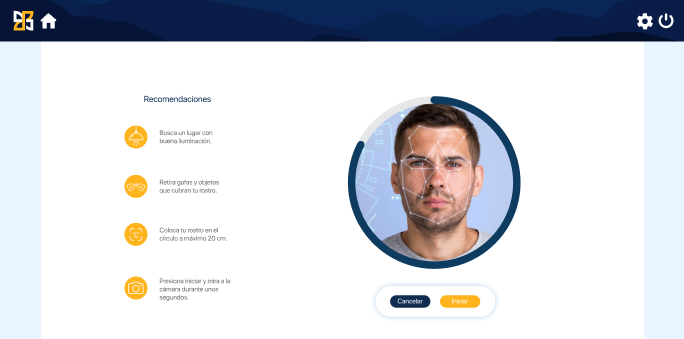 Recomendaciones
Busca un lugar con
buena iluminación.
Retira gafas y objetos
que cubran tu rostro.
Coloca tu rostro en el
círculo a máximo 20 cm.
Presiona iniciar y mira a la
cámara durante unos
segundos.
Cancelar
Iniciar